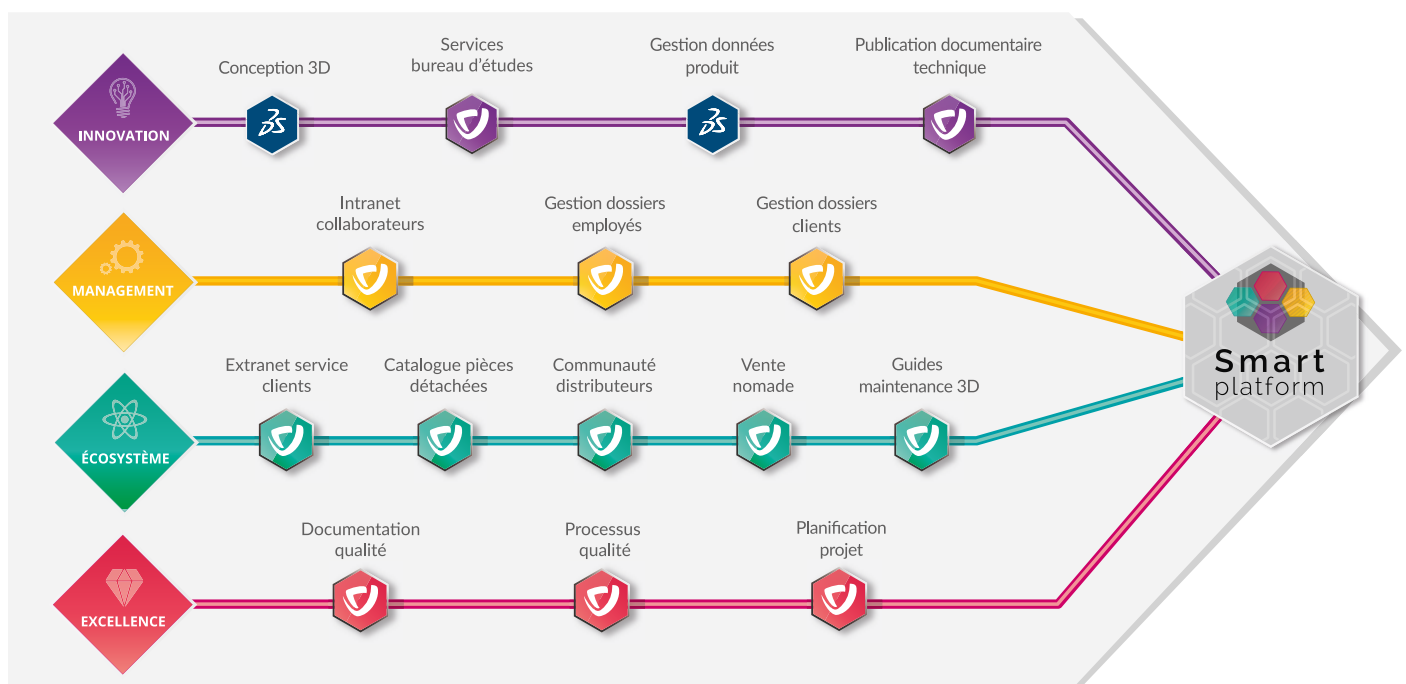 Conception 3D
Services
bureau d'études
Gestion données
produit
Publication documentaire
technique
INNOVATION
Intranet
collaborateurs
Gestion dossiers
employés
Gestion dossiers
clients
MANAGEMENT
Extranet service
clients
Catalogue pièces
détachées
Communauté
distributeurs
Vente
nomade
Guides
maintenance 3D
ÉCOSYSTÈME
Documentation
qualité
Processus
qualité
Planification
projet
EXCELLENCE
Smart
platform